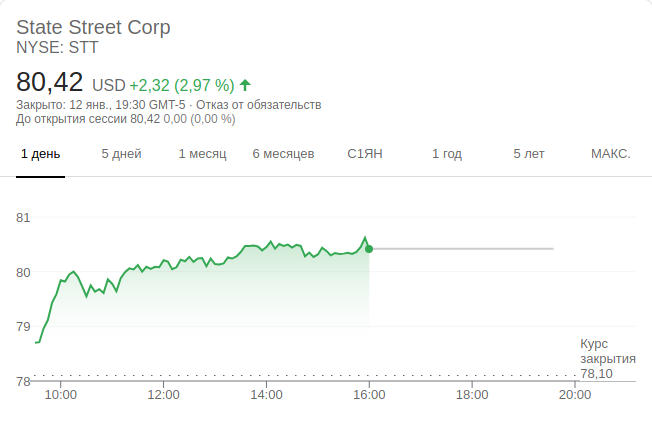 State Street Corp
NYSE: STT
80,42 USD +2,32 (2,97 %)
Закрыто: 12 янв., 19:30 GMT-5 · Отказ от обязательств
До открытия сессии 80,42 0,00 (0,00 %)
1 день 5 дней 1 месяц 6 месяцев С1ЯН 1 год 5 лет МАКС.
81
80
79
Курс
закрытия
78,10
78
10:00 12:00 14:00 16:00 18:00 20:00